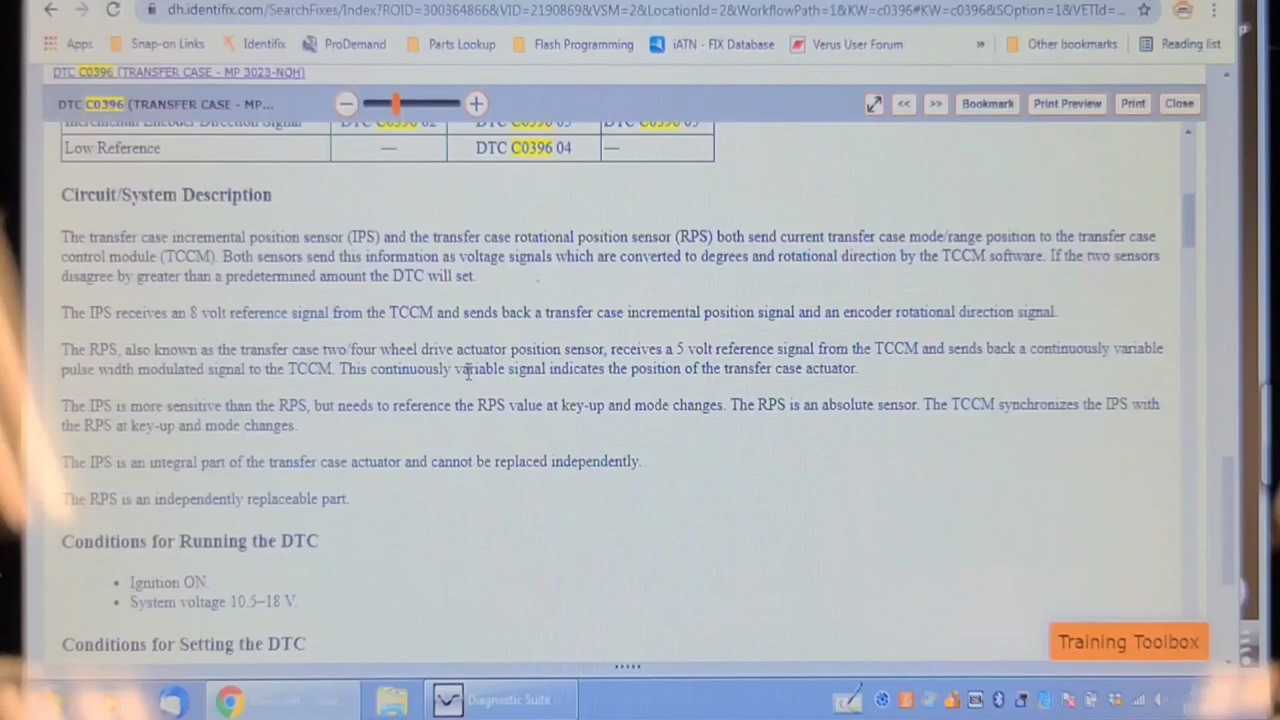 dh.identifix.com/SearchFixes/Index?ROID=300364866&VID=2190869&VSM=2&LocationId=2&WorkflowPath=1&KW=c0396#KW=c0396&SOption=1&VETId=...
Apps Snap-on Links Identifix ProDemand Parts Lookup Flash Programming iATN - FIX Database Verus User Forum » Other bookmarks Reading list
DTC C0396 (TRANSFER CASE - MP 3023-NQH)
DTC C0396 (TRANSFER CASE - MP... << >> Bookmark Print Preview Print Close
Incremental Encoder Direction Signal DTC C0396 02 DTC C0396 05 DTC C0396 05
Low Reference — DTC C0396 04 —
Circuit/System Description
The transfer case incremental position sensor (IPS) and the transfer case rotational position sensor (RPS) both send current transfer case mode/range position to the transfer case
control module (TCCM). Both sensors send this information as voltage signals which are converted to degrees and rotational direction by the TCCM software. If the two sensors
disagree by greater than a predetermined amount the DTC will set.
The IPS receives an 8 volt reference signal from the TCCM and sends back a transfer case incremental position signal and an encoder rotational direction signal.
The RPS, also known as the transfer case two/four wheel drive actuator position sensor, receives a 5 volt reference signal from the TCCM and sends back a continuously variable
pulse width modulated signal to the TCCM. This continuously variable signal indicates the position of the transfer case actuator.
The IPS is more sensitive than the RPS, but needs to reference the RPS value at key-up and mode changes. The RPS is an absolute sensor. The TCCM synchronizes the IPS with
the RPS at key-up and mode changes.
The IPS is an integral part of the transfer case actuator and cannot be replaced independently.
The RPS is an independently replaceable part.
Conditions for Running the DTC
• Ignition ON.
• System voltage 10.5–18 V.
Conditions for Setting the DTC
Training Toolbox
Diagnostic Suite